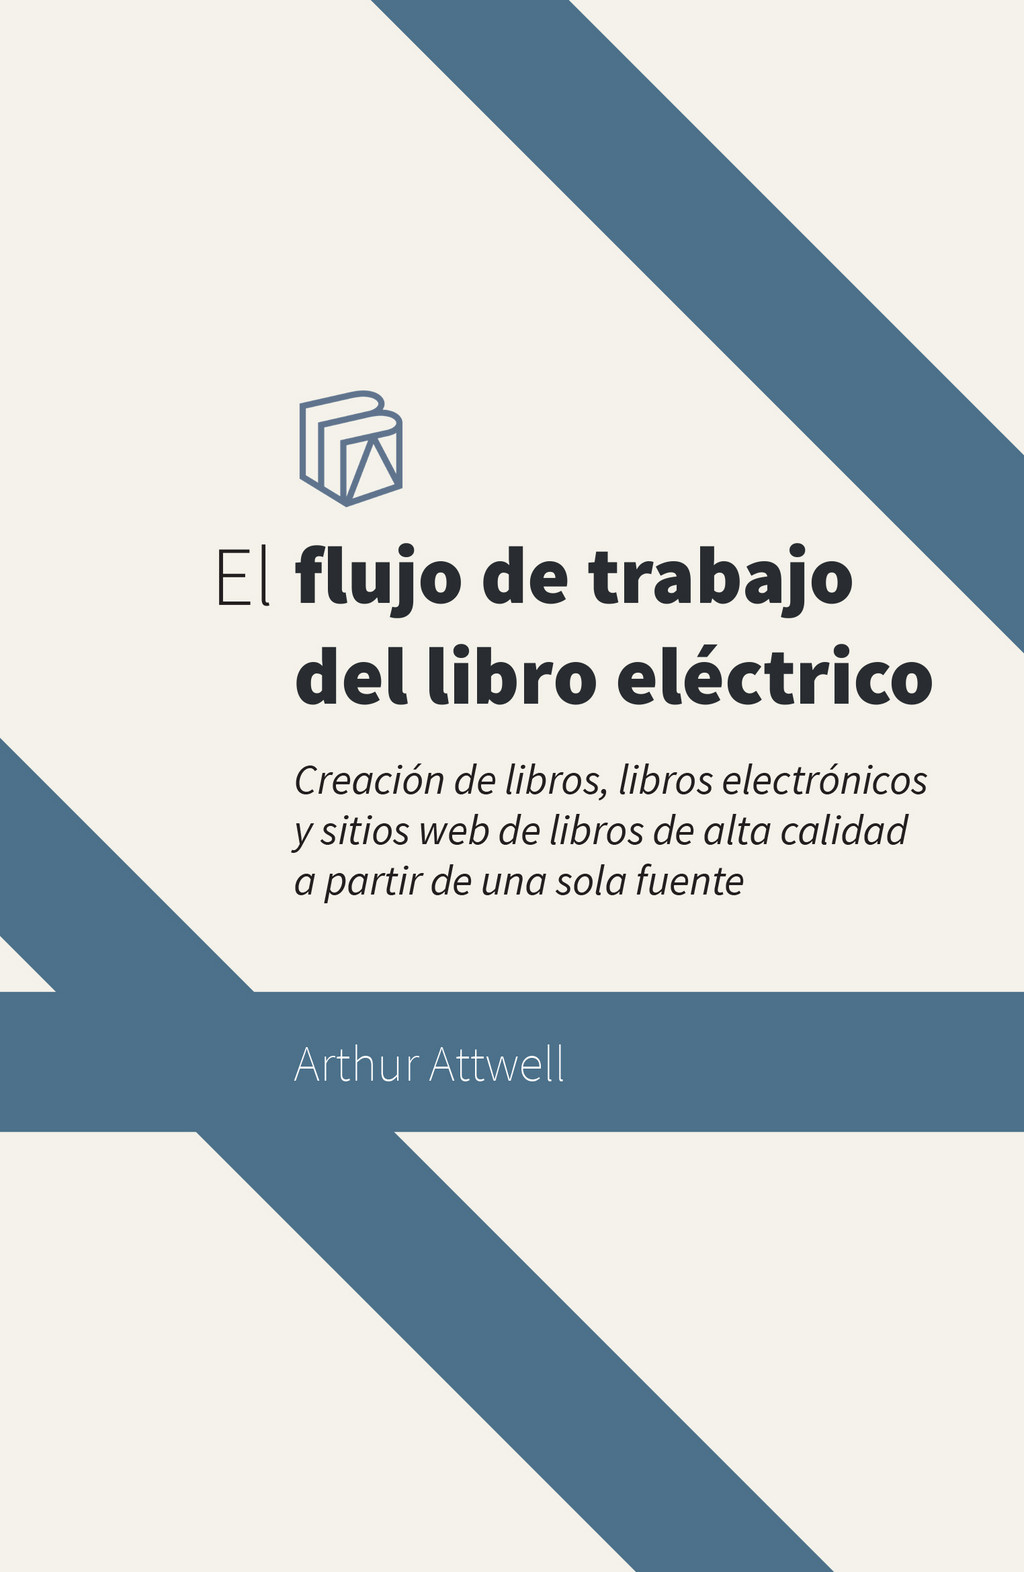 El flujo de trabajo
del libro eléctrico
Creación de libros, libros electrónicos
y sitios web de libros de alta calidad
a partir de una sola fuente
Arthur Attwell